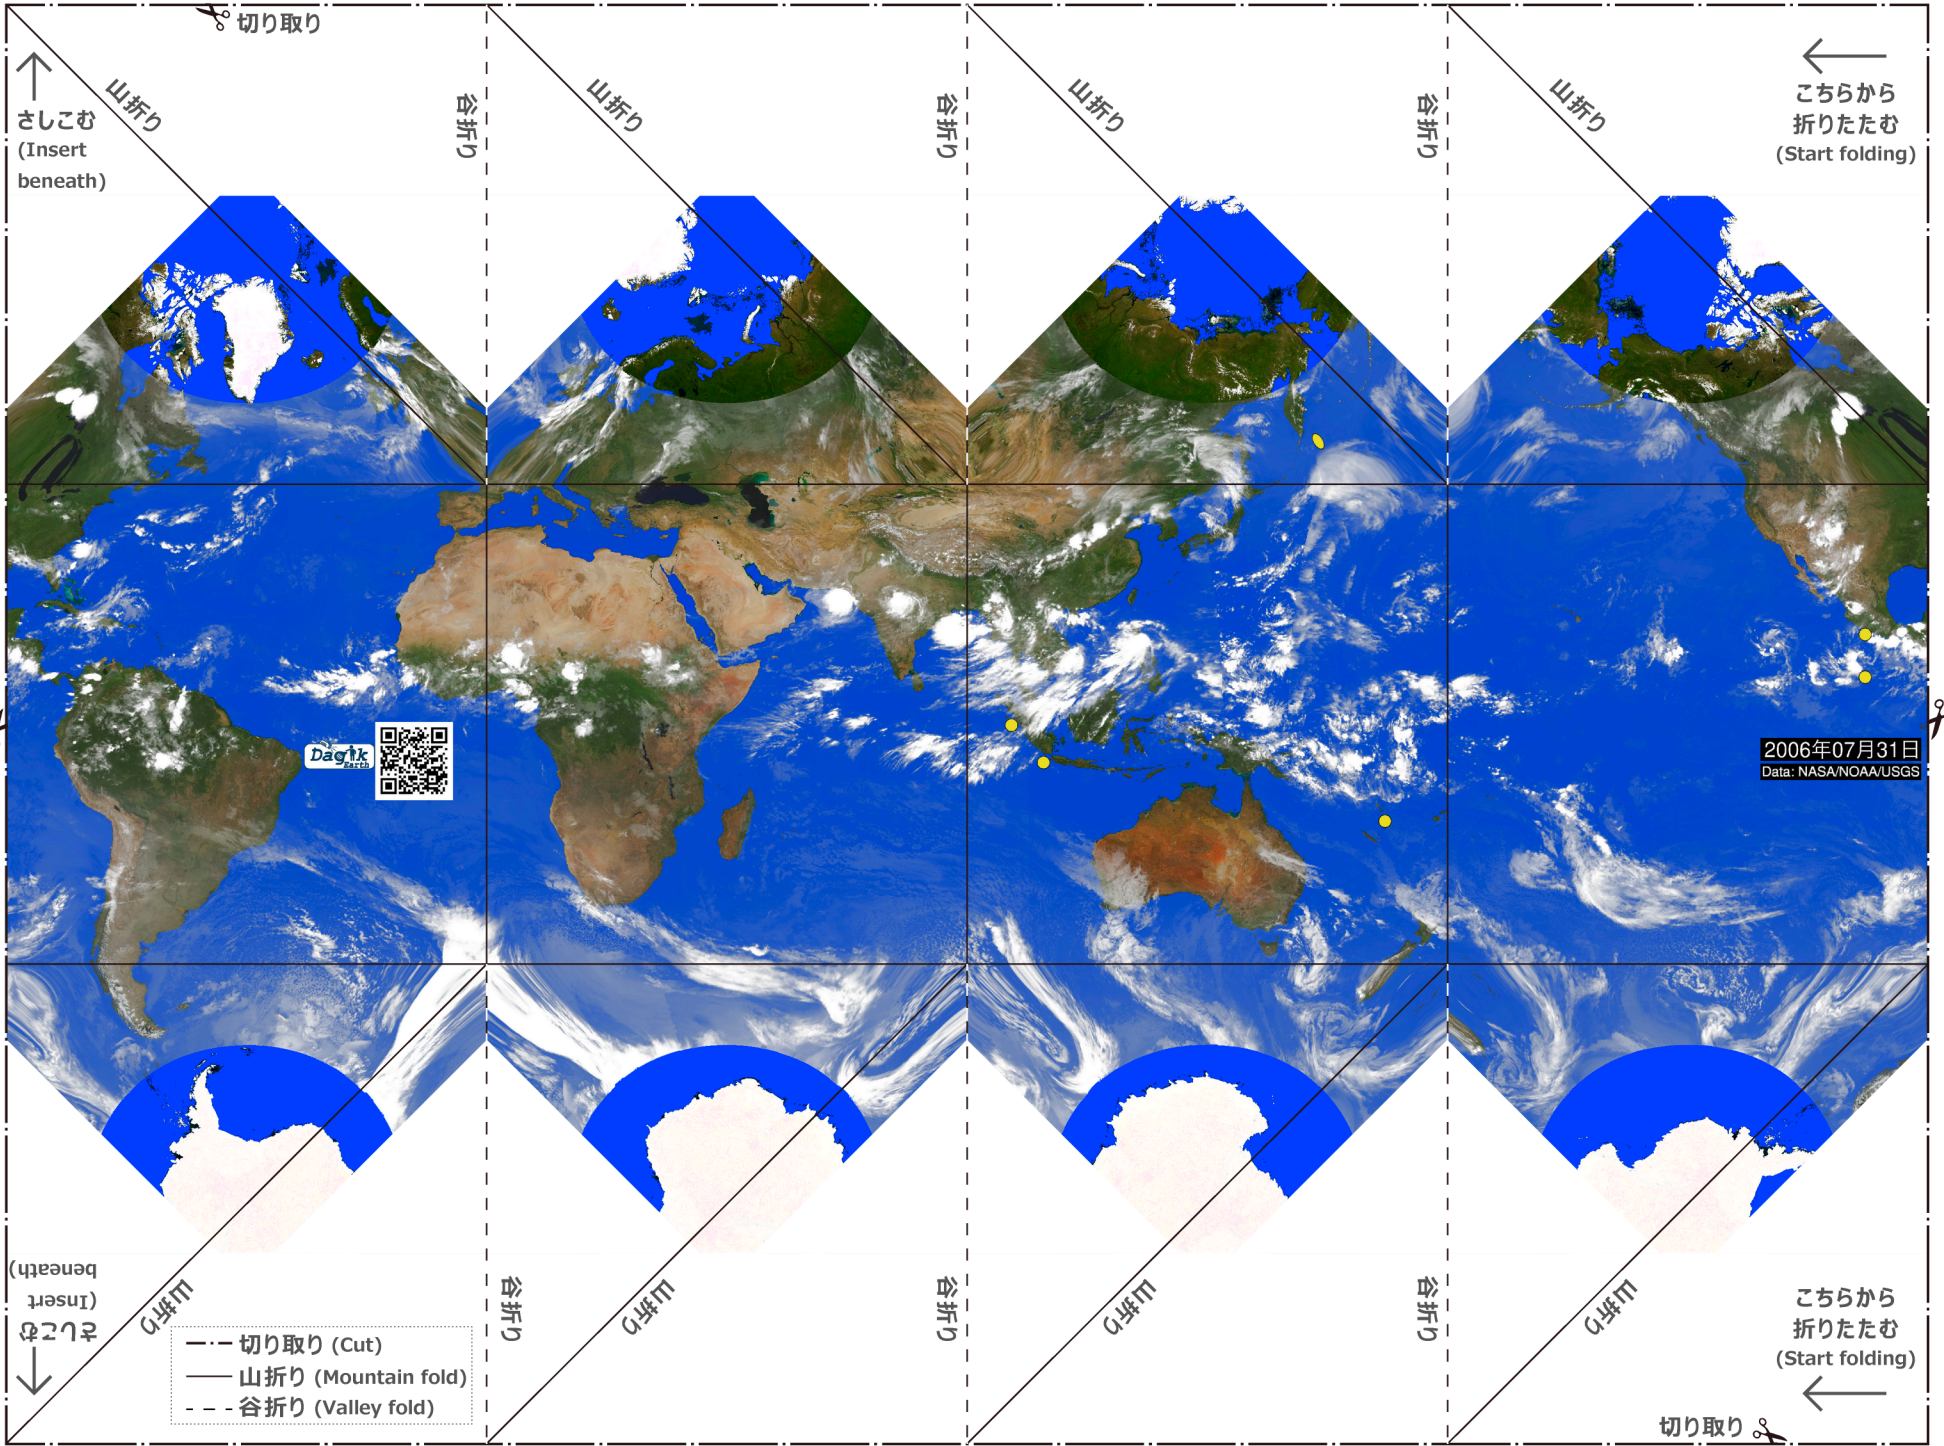 切り取り
山折り
谷折り
山折り
谷折り
山折り
谷折り
山折り
さしこむ
(Insert
beneath)
こちらから
折りたたむ
(Start folding)
Dagik
Earth
2006年07月31日
Data: NASA/NOAA/USGS
さしこむ
(Insert
beneath)
山折り
谷折り
山折り
谷折り
山折り
谷折り
山折り
こちらから
折りたたむ
(Start folding)
切り取り (Cut)
山折り (Mountain fold)
谷折り (Valley fold)
切り取り